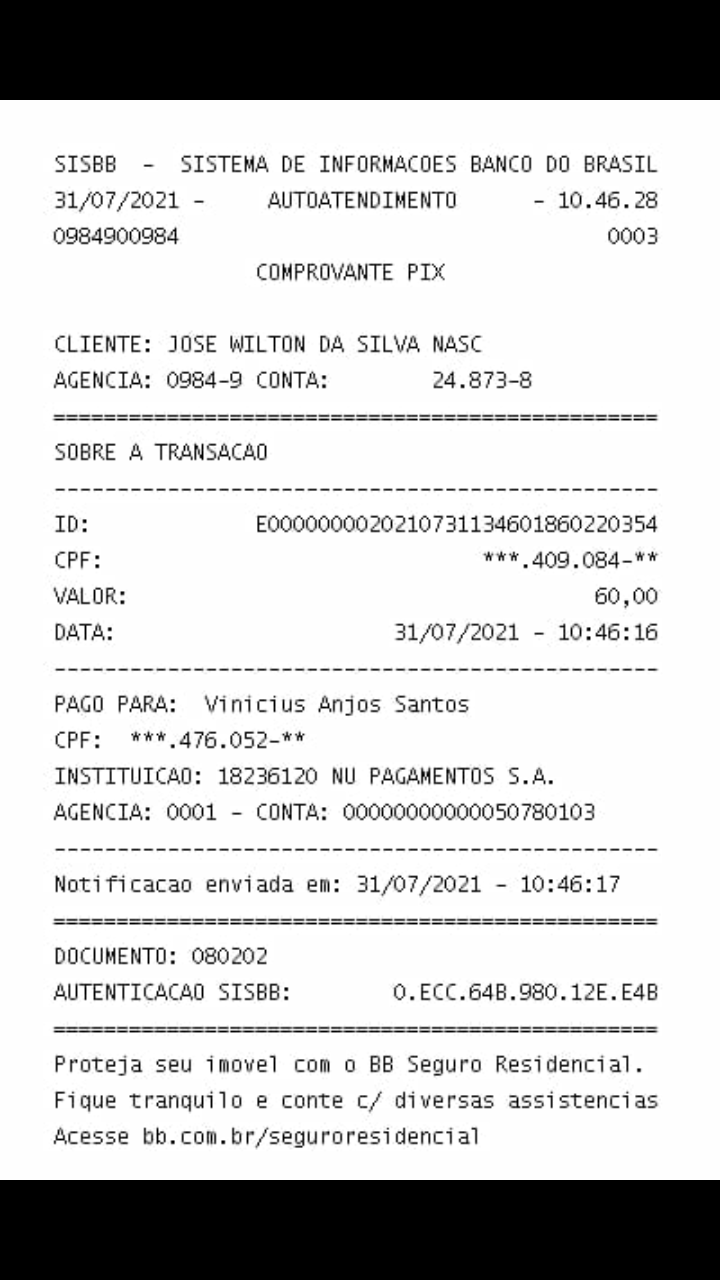 SISBB - SISTEMA DE INFORMACOES BANCO DO BRASIL
31/07/2021 - AUTOATENDIMENTO - 10.46.28
0984900984 0003
COMPROVANTE PIX
CLIENTE: JOSE WILTON DA SILVA NASC
AGENCIA: 0984-9 CONTA: 24.873-8
================================================
SOBRE A TRANSACAO
------------------------------------------------
ID: E0000000020210731134601860220354
CPF: ***.409.084-**
VALOR: 60,00
DATA: 31/07/2021 - 10:46:16
------------------------------------------------
PAGO PARA: Vinicius Anjos Santos
CPF: ***.476.052-**
INSTITUICAO: 18236120 NU PAGAMENTOS S.A.
AGENCIA: 0001 - CONTA: 00000000000050780103
------------------------------------------------
Notificacao enviada em: 31/07/2021 - 10:46:17
================================================
DOCUMENTO: 080202
AUTENTICACAO SISBB: 0.ECC.64B.980.12E.E4B
================================================
Proteja seu imovel com o BB Seguro Residencial.
Fique tranquilo e conte c/ diversas assistencias
Acesse bb.com.br/seguroresidencial